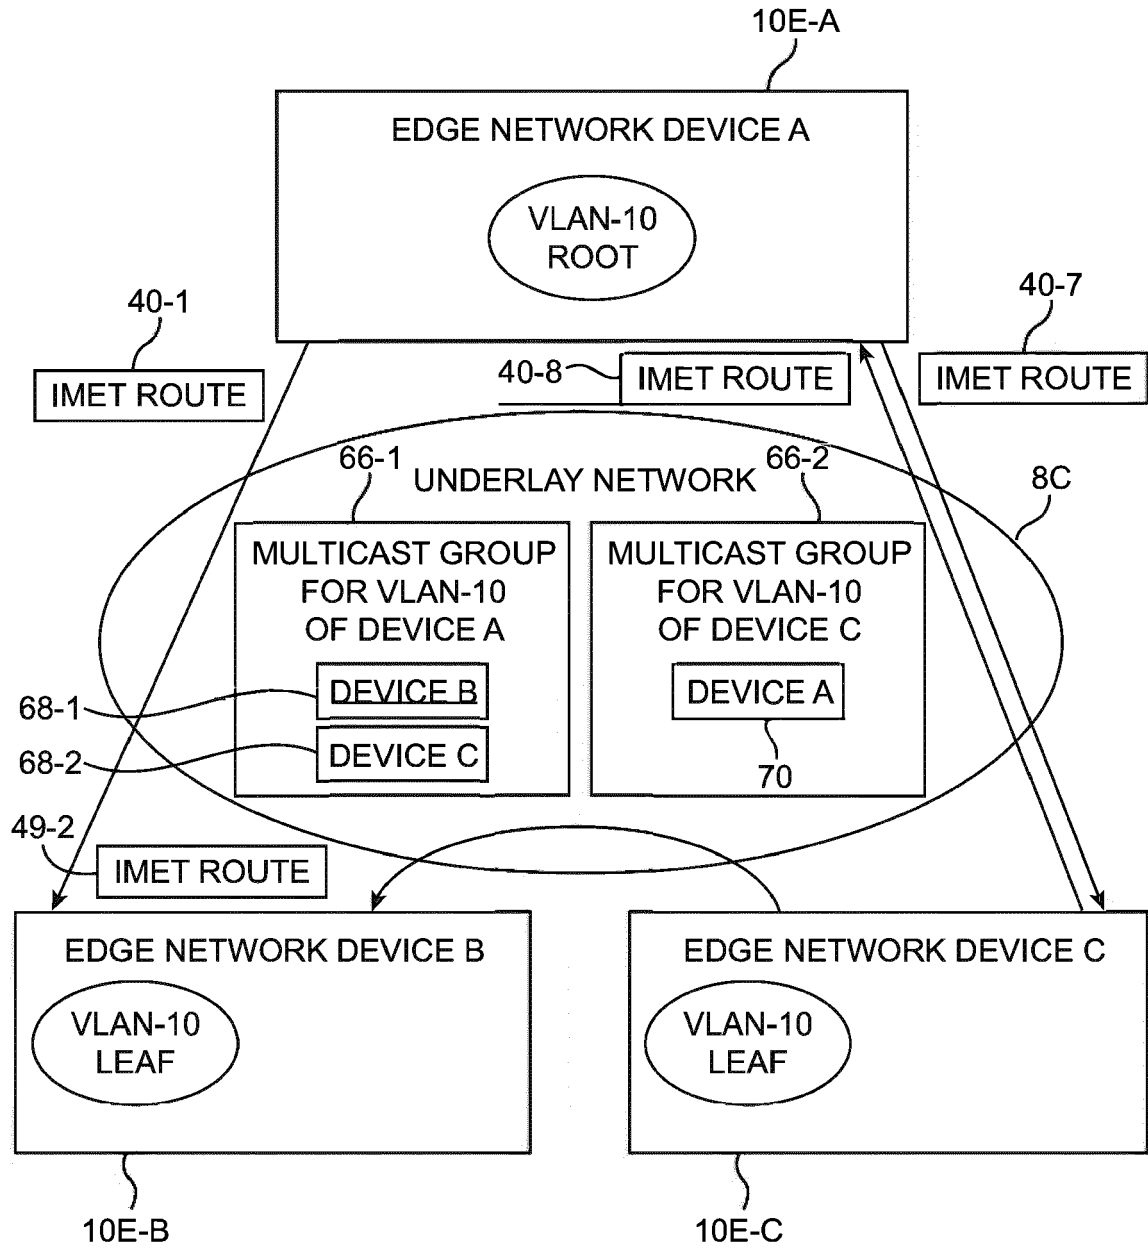 10E-A
EDGE NETWORK DEVICE A
VLAN-10
ROOT
40-1
40-7
IMET ROUTE
40-8
IMET ROUTE
IMET ROUTE
66-1
66-2
8C
UNDERLAY NETWORK
MULTICAST GROUP
FOR VLAN-10
OF DEVICE A
MULTICAST GROUP
FOR VLAN-10
OF DEVICE C
68-1
DEVICE B
DEVICE A
68-2
DEVICE C
70
49-2
IMET ROUTE
EDGE NETWORK DEVICE B
VLAN-10
LEAF
EDGE NETWORK DEVICE C
VLAN-10
LEAF
10E-B
10E-C